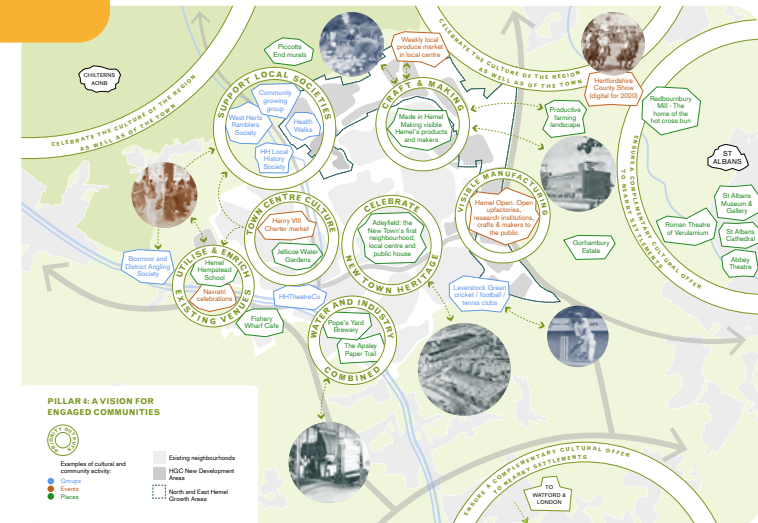 CHILTERNS
AONB
CELEBRATE THE CULTURE OF THE REGION
AS WELL AS OF THE TOWN
Piccotts
End murals
Weekly local
produce market
in local centre
CELEBRATE THE CULTURE OF THE REGION
AS WELL AS OF THE TOWN
Hertfordshire
County Show
(digital for 2020)
SUPPORT LOCAL SOCIETIES
Community
growing
group
West Herts
Ramblers
Society
Health
Walks
HH Local
History
Society
CRAFT & MAKING
Made in Hemel
Making visible
Hemel's products
and makers
Productive
farming
landscape
Redbournbury
Mill - The
home of the
hot cross bun
ST
ALBANS
ENSURE A COMPLEMENTARY CULTURAL OFFER
TO NEARBY SETTLEMENTS
St Albans
Museum &
Gallery
Roman Theatre
of Verulamium
St Albans
Cathedral
Abbey
Theatre
Gorhambury
Estate
VISIBLE MANUFACTURING
Hemel Open. Open
upfactories,
research institutions,
crafts & makers to
the public
TOWN CENTRE CULTURE
Henry VIII
Charter market
Jellicoe Water
Gardens
CELEBRATE
Adeyfield: the
New Town's first
neighbourhood,
local centre and
public house
NEW TOWN HERITAGE
Boxmoor and
District Angling
Society
UTILISE & ENRICH
Hemel
Hempstead
School
Navratri
celebrations
EXISTING VENUES
HHTheatreCo
Fishery
Wharf Cafe
Leverstock Green
cricket / football /
tennis clubs
WATER AND INDUSTRY
Pope's Yard
Brewery
The Apsley
Paper Trail
COMBINED
PILLAR 4: A VISION FOR
ENGAGED COMMUNITIES
PRIORITY OUTPUTS
Examples of cultural and
community activity:
Groups
Events
Places
Existing neighbourhoods
HGC New Development
Areas
North and East Hemel
Growth Areas
ENSURE A COMPLEMENTARY CULTURAL OFFER
TO NEARBY SETTLEMENTS
TO
WATFORD &
LONDON